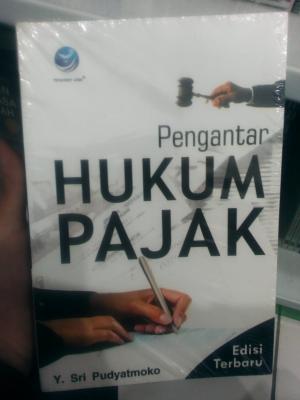 Pengantar
HUKUM
PAJAK
Edisi
Terbaru
Y. Sri Pudyatmoko